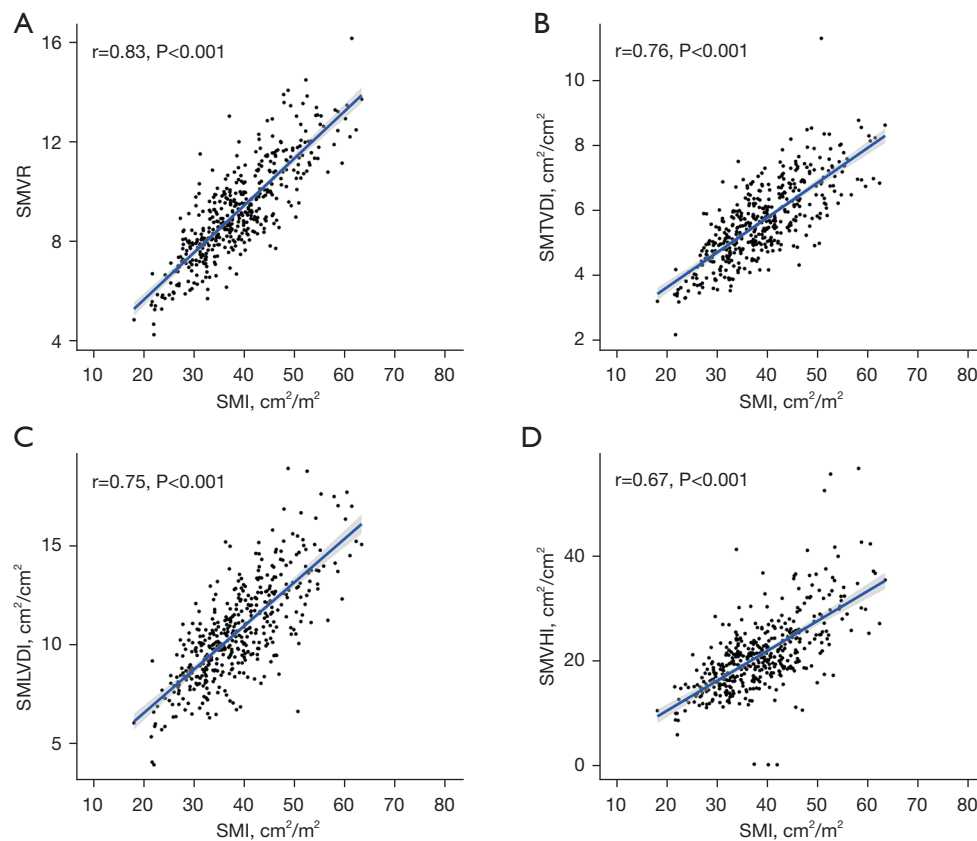 A
r=0.83, P<0.001
SMVR
16
12
8
4
10 20 30 40 50 60 70 80
SMI, cm²/m²
B
r=0.76, P<0.001
SMTVDI, cm²/cm²
10
8
6
4
2
10 20 30 40 50 60 70 80
SMI, cm²/m²
C
r=0.75, P<0.001
SMLVDI, cm²/cm²
15
10
5
10 20 30 40 50 60 70 80
SMI, cm²/m²
D
r=0.67, P<0.001
SMVHI, cm²/cm²
40
20
0
10 20 30 40 50 60 70 80
SMI, cm²/m²